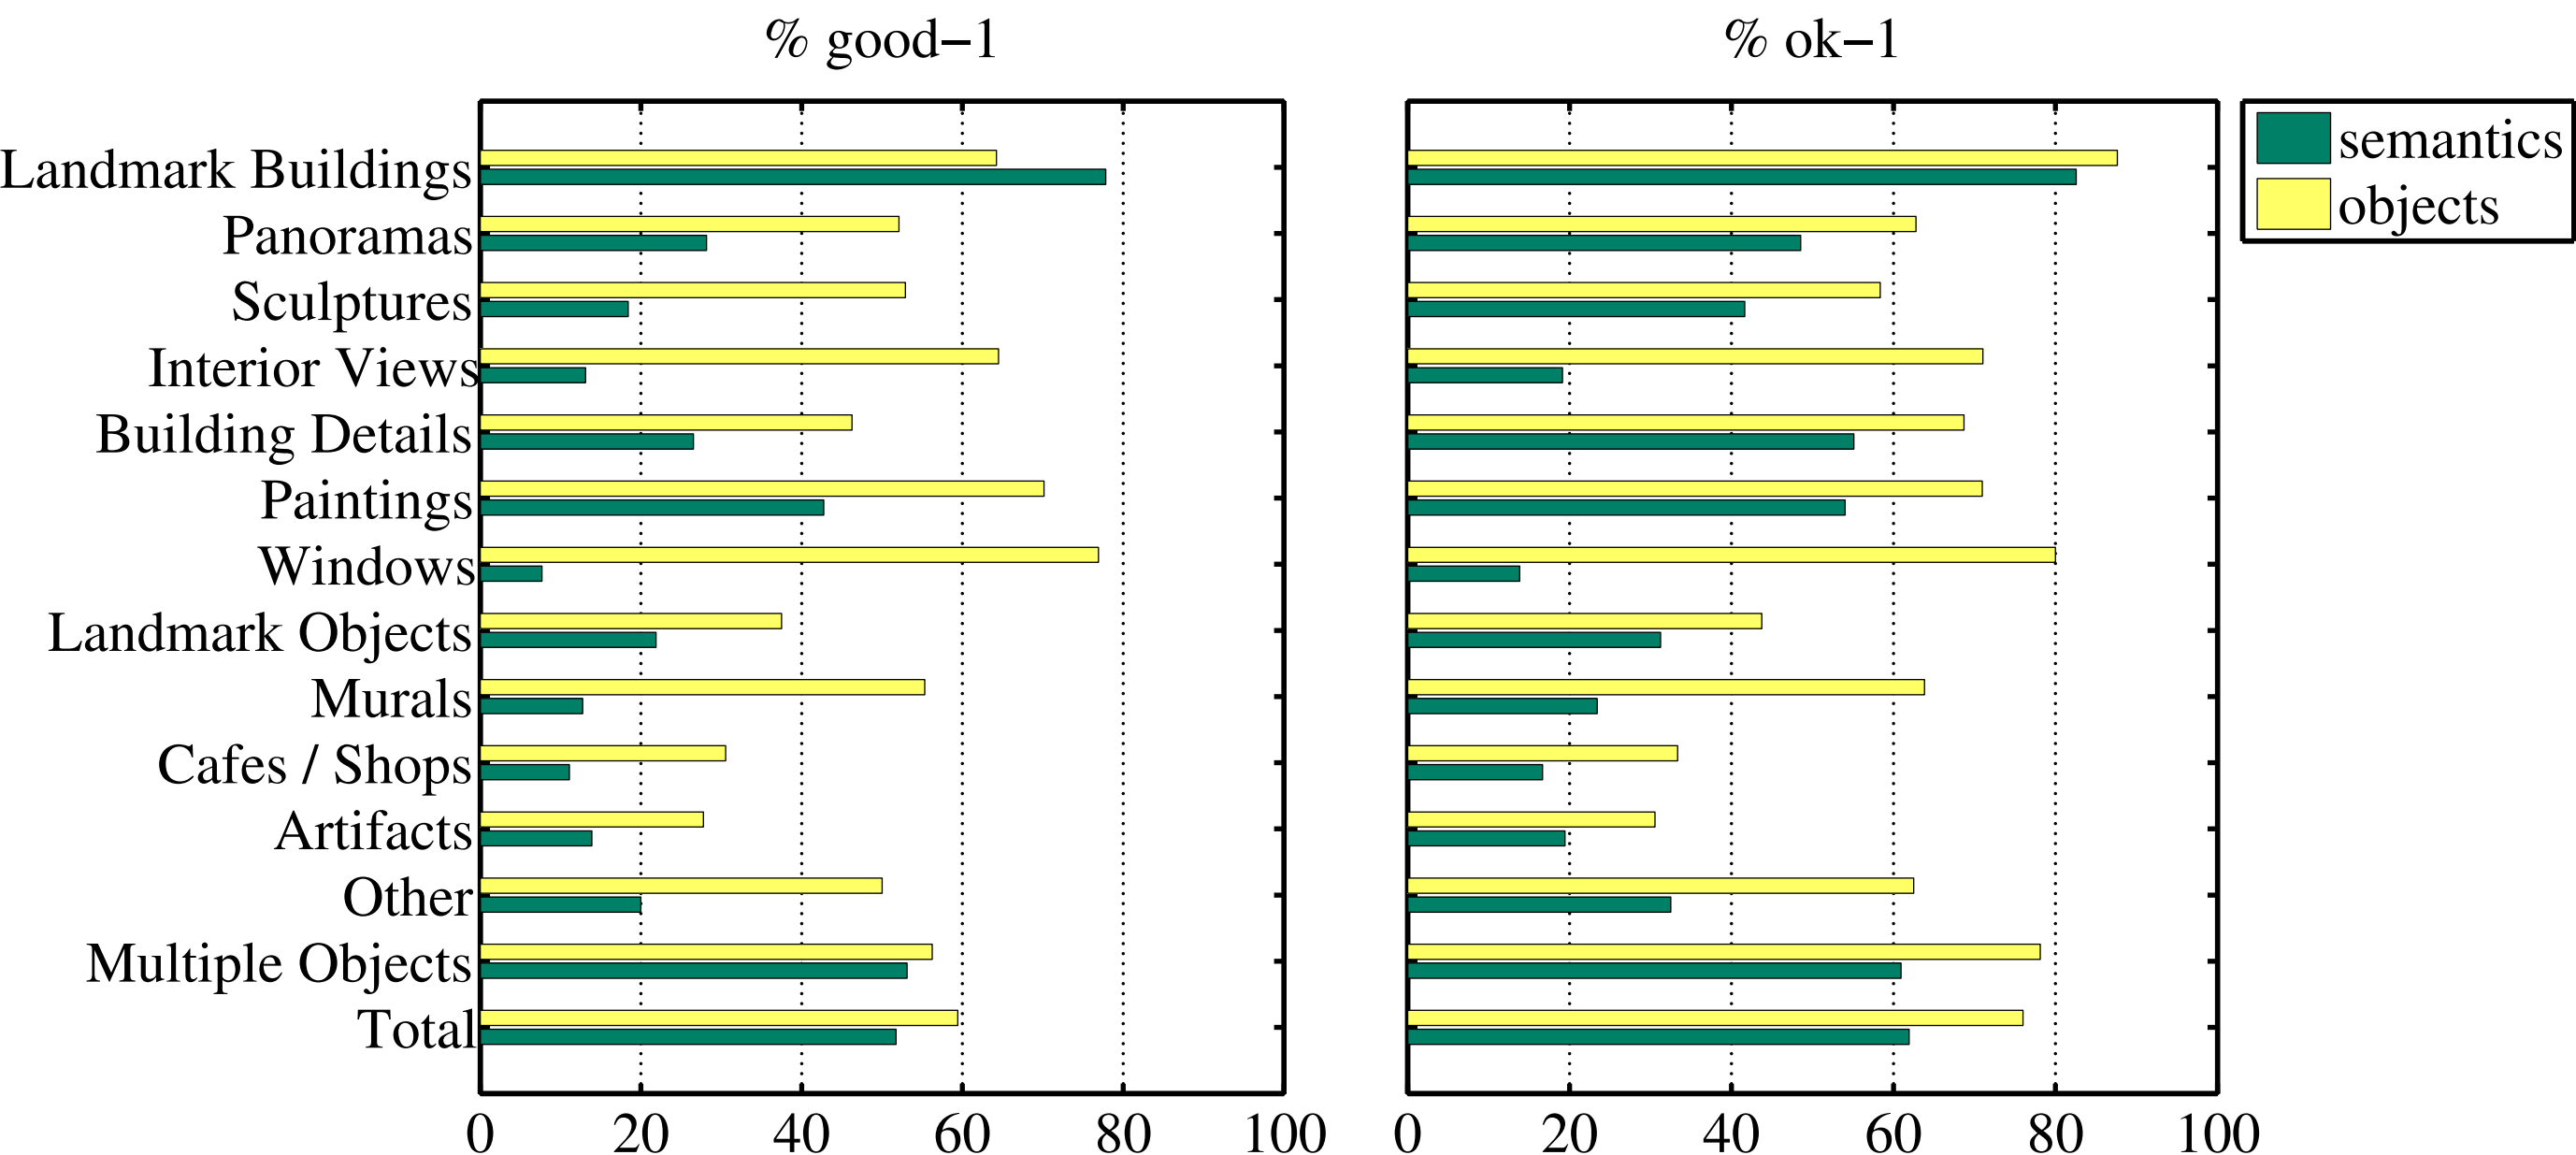 % good−1
% ok−1
semantics
objects
Landmark Buildings
Panoramas
Sculptures
Interior Views
Building Details
Paintings
Windows
Landmark Objects
Murals
Cafes / Shops
Artifacts
Other
Multiple Objects
Total
0 20 40 60 80 100
0 20 40 60 80 100